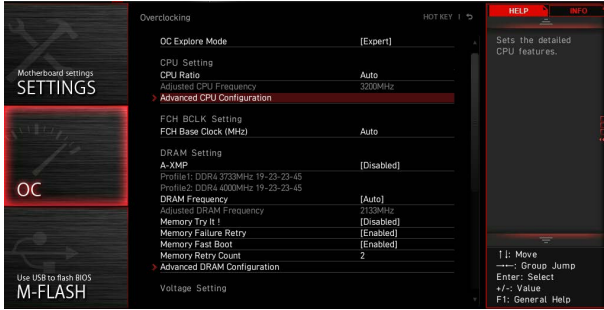 Overclocking
HOT KEY |
HELP
INFO
Motherboard settings
SETTINGS
OC
Use USB to flash BIOS
M-FLASH
OC Explore Mode [Expert]
CPU Setting
CPU Ratio Auto
Adjusted CPU Frequency 3200MHz
Advanced CPU Configuration
FCH BCLK Setting
FCH Base Clock (MHz) Auto
DRAM Setting
A-XMP [Disabled]
Profile1: DDR4 3733MHz 19-23-23-45
Profile2: DDR4 4000MHz 19-23-23-45
DRAM Frequency [Auto]
Adjusted DRAM Frequency 2133MHz
Memory Try It ! [Disabled]
Memory Failure Retry [Enabled]
Memory Fast Boot [Enabled]
Memory Retry Count 2
Advanced DRAM Configuration
Voltage Setting
Sets the detailed
CPU features.
↑↓: Move
→←: Group Jump
Enter: Select
+/-: Value
F1: General Help